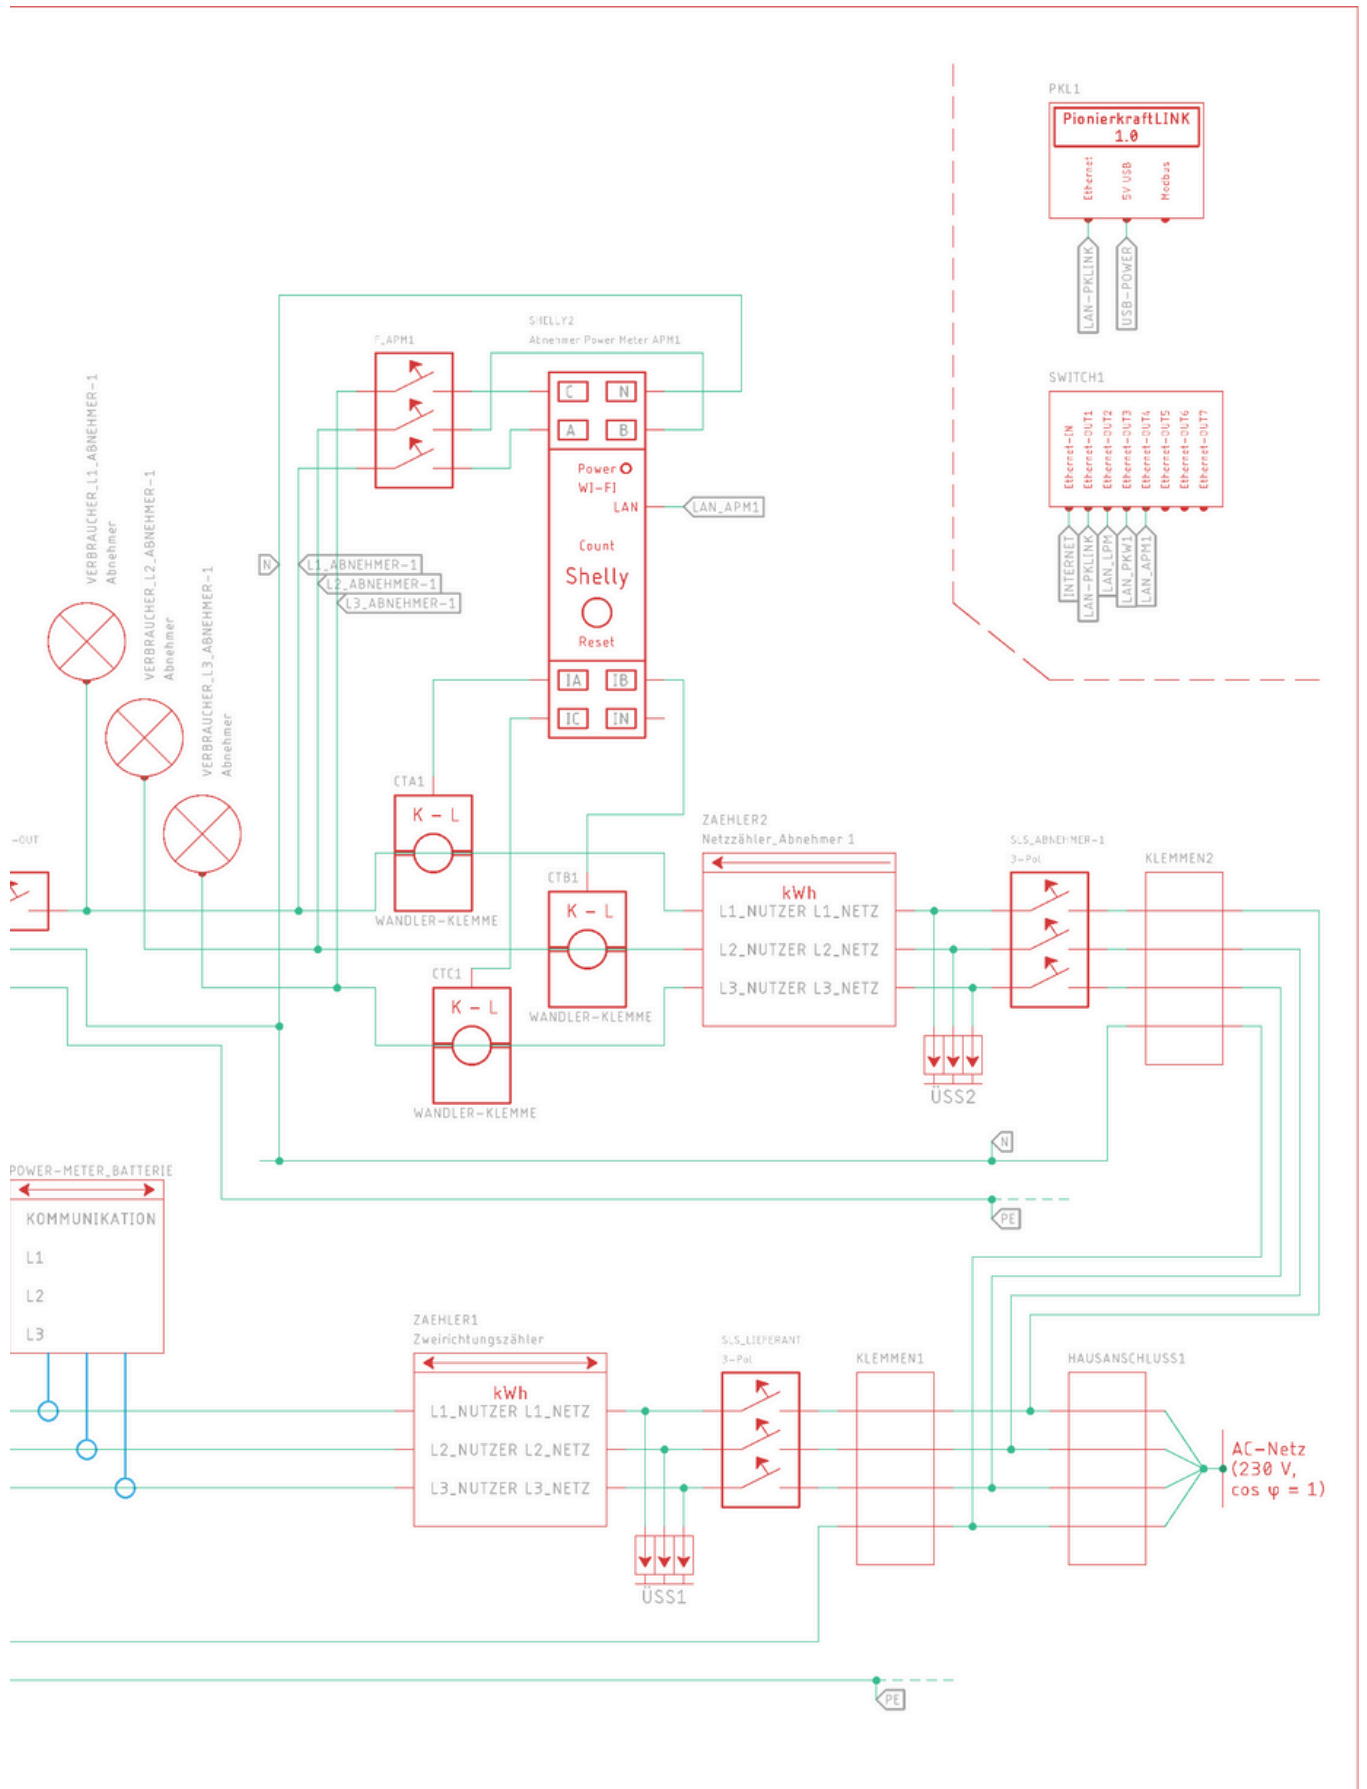 PKL1
PionierkraftLINK
1.0
Ethernet
5V USB
Modbus
LAN-PKLINK
USB-POWER
SHELLY2
Abnehmer Power Meter APM1
F_APM1
C
N
A
B
Power
WI-FI
LAN
LAN_APM1
Count
Shelly
Reset
IA
IB
IC
IN
SWITCH1
Ethernet-IN
Ethernet-OUT1
Ethernet-OUT2
Ethernet-OUT3
Ethernet-OUT4
Ethernet-OUT5
Ethernet-OUT6
Ethernet-OUT7
INTERNET
LAN-PKLINK
LAN_LPM
LAN_PKW1
LAN_APM1
VERBRAUCHER_L1_ABNEHMER-1
Abnehmer
VERBRAUCHER_L2_ABNEHMER-1
Abnehmer
VERBRAUCHER_L3_ABNEHMER-1
Abnehmer
N
L1_ABNEHMER-1
L2_ABNEHMER-1
L3_ABNEHMER-1
-OUT
CTA1
K - L
WANDLER-KLEMME
CTB1
K - L
WANDLER-KLEMME
CTC1
K - L
WANDLER-KLEMME
ZAEHLER2
Netzzähler_Abnehmer 1
kWh
L1_NUTZER L1_NETZ
L2_NUTZER L2_NETZ
L3_NUTZER L3_NETZ
SLS_ABNEHMER-1
3-Pol
KLEMMEN2
ÜSS2
N
PE
POWER-METER_BATTERIE
KOMMUNIKATION
L1
L2
L3
ZAEHLER1
Zweirichtungszähler
kWh
L1_NUTZER L1_NETZ
L2_NUTZER L2_NETZ
L3_NUTZER L3_NETZ
SLS_LIEFERANT
3-Pol
KLEMMEN1
HAUSANSCHLUSS1
ÜSS1
AC-Netz
(230 V,
cos φ = 1)
PE